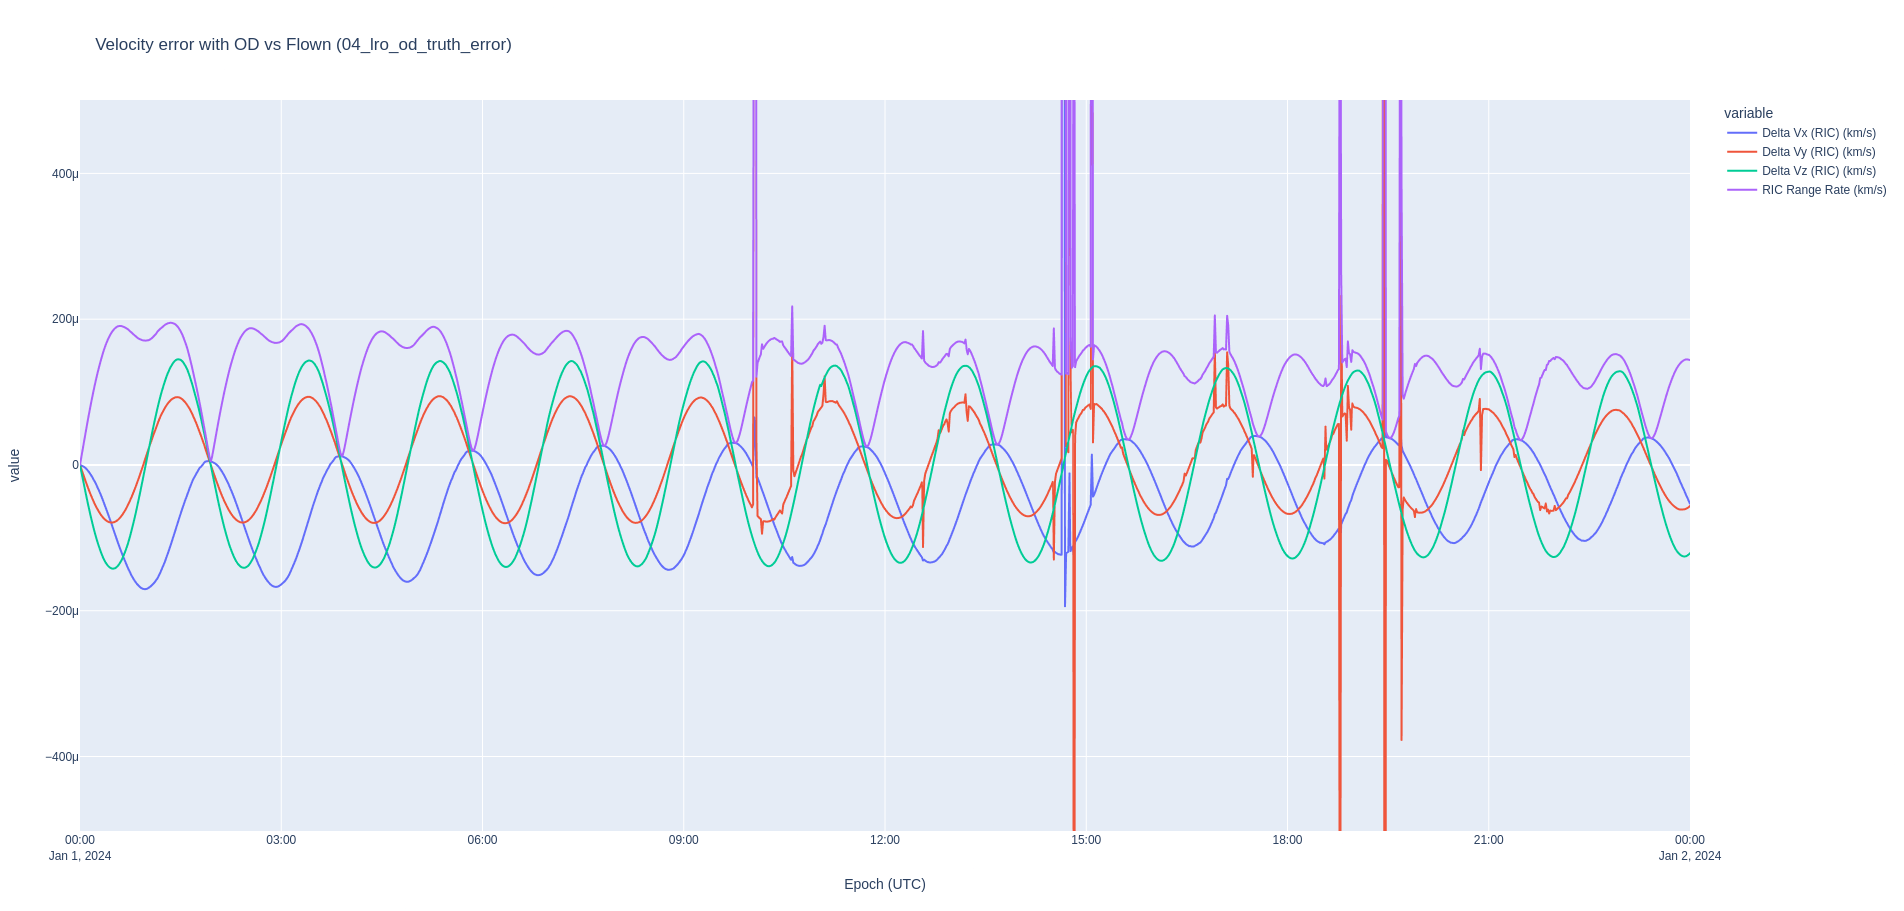 Velocity error with OD vs Flown (04_lro_od_truth_error)
variable
Delta Vx (RIC) (km/s)
Delta Vy (RIC) (km/s)
Delta Vz (RIC) (km/s)
RIC Range Rate (km/s)
400μ
200μ
0
−200μ
−400μ
value
00:00 03:00 06:00 09:00 12:00 15:00 18:00 21:00 00:00
Jan 1, 2024 Jan 2, 2024
Epoch (UTC)